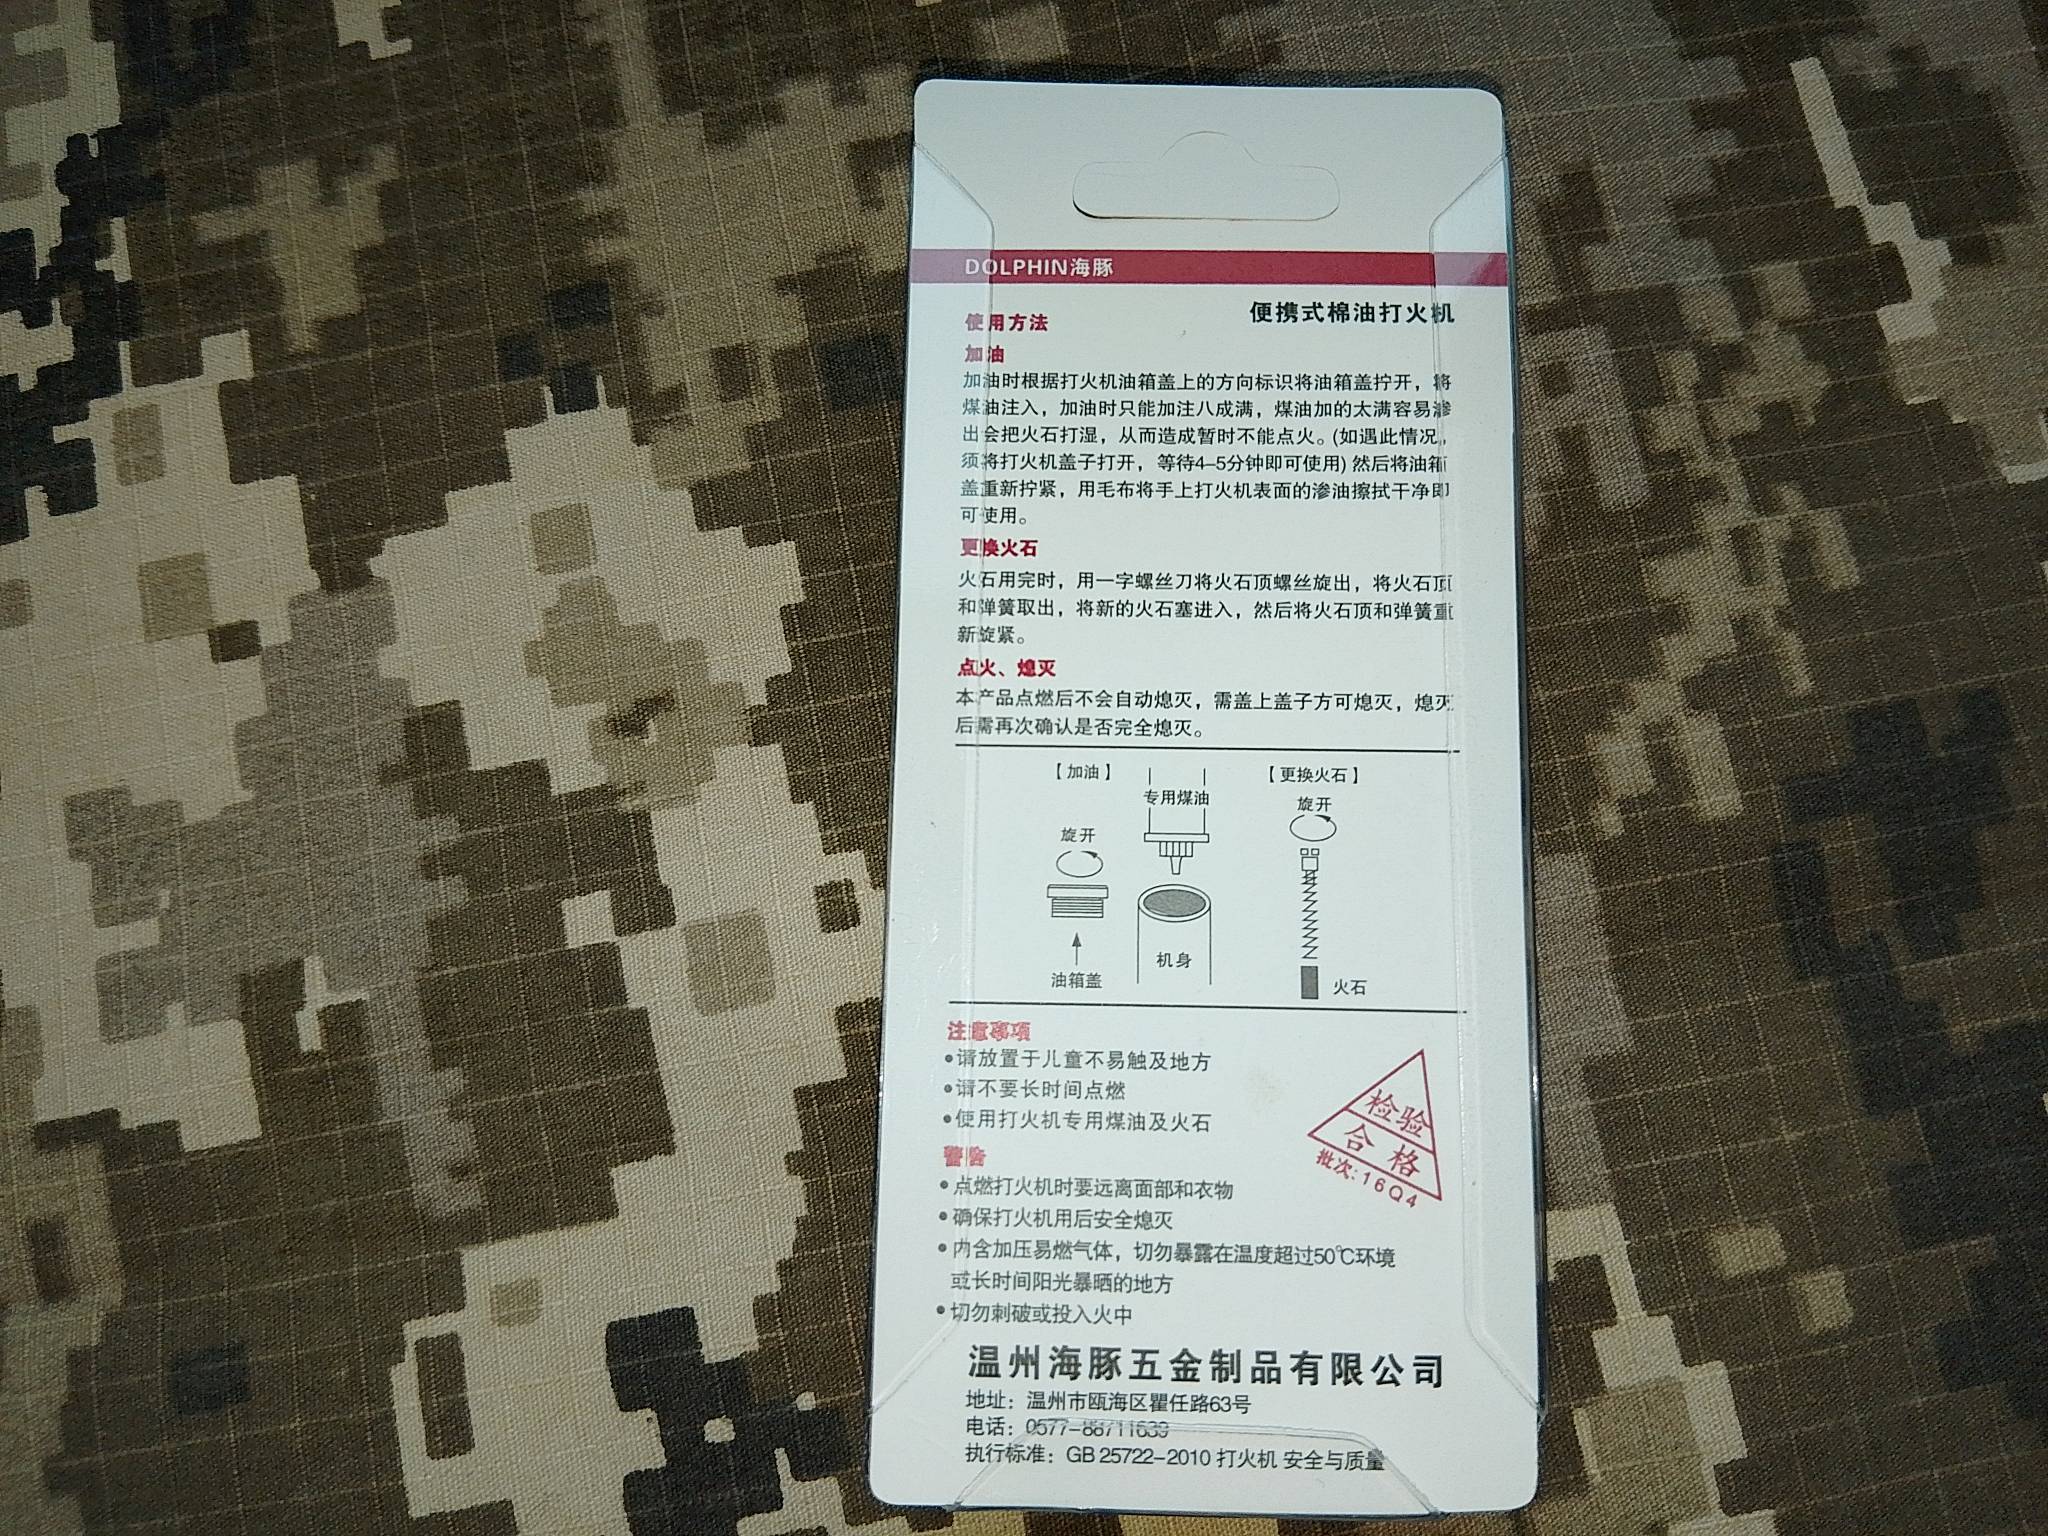 DOLPHIN海豚
便携式棉油打火机
使用方法
加油
加油时根据打火机油箱盖上的方向标识将油箱盖拧开，将
煤油注入，加油时只能加注八成满，煤油加的太满容易渗
出会把火石打湿，从而造成暂时不能点火。(如遇此情况，
须将打火机盖子打开，等待4–5分钟即可使用) 然后将油箱
盖重新拧紧，用毛布将手上打火机表面的渗油擦拭干净即
可使用。
更换火石
火石用完时，用一字螺丝刀将火石顶螺丝旋出，将火石顶
和弹簧取出，将新的火石塞进入，然后将火石顶和弹簧重
新旋紧。
点火、熄灭
本产品点燃后不会自动熄灭，需盖上盖子方可熄灭，熄灭
后需再次确认是否完全熄灭。
【加油】
专用煤油
旋开
油箱盖
机身
【更换火石】
旋开
火石
注意事项
•请放置于儿童不易触及地方
•请不要长时间点燃
•使用打火机专用煤油及火石
检验
合格
批次:16Q4
警告
•点燃打火机时要远离面部和衣物
•确保打火机用后安全熄灭
•内含加压易燃气体，切勿暴露在温度超过50℃环境
或长时间阳光暴晒的地方
•切勿刺破或投入火中
温州海豚五金制品有限公司
地址：温州市瓯海区瞿任路63号
电话：0577–88711639
执行标准：GB 25722–2010 打火机 安全与质量